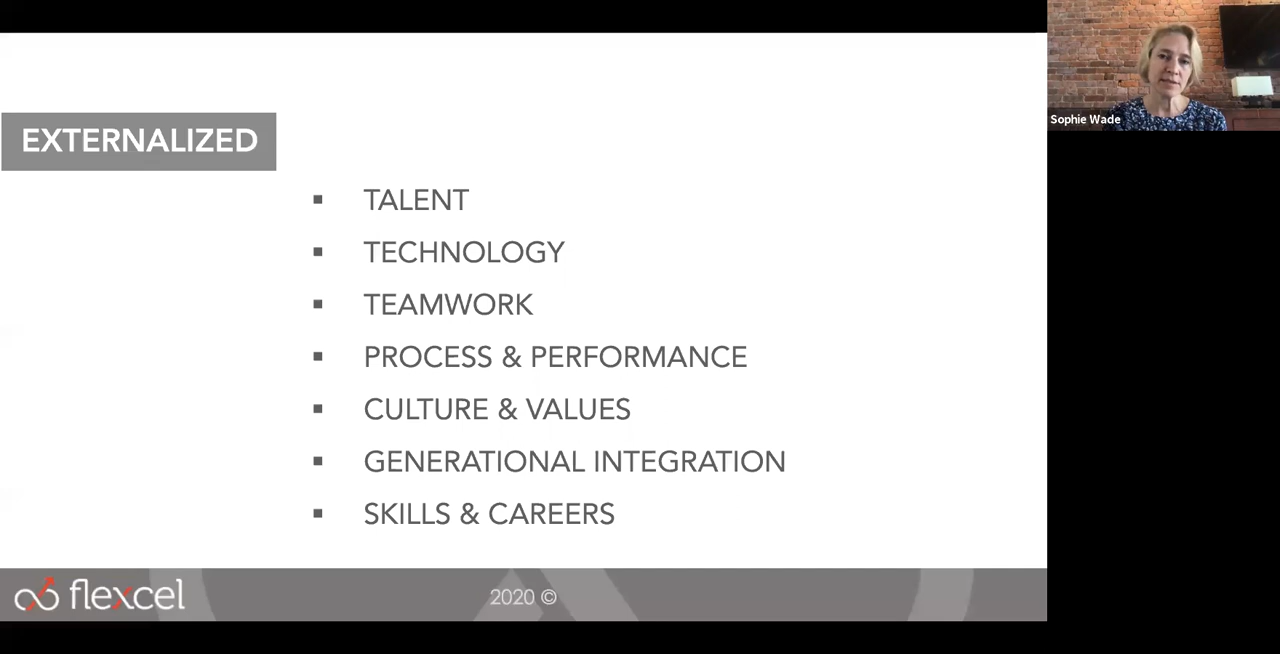 EXTERNALIZED
▪ TALENT
▪ TECHNOLOGY
▪ TEAMWORK
▪ PROCESS & PERFORMANCE
▪ CULTURE & VALUES
▪ GENERATIONAL INTEGRATION
▪ SKILLS & CAREERS
flexcel
2020 ©
Sophie Wade